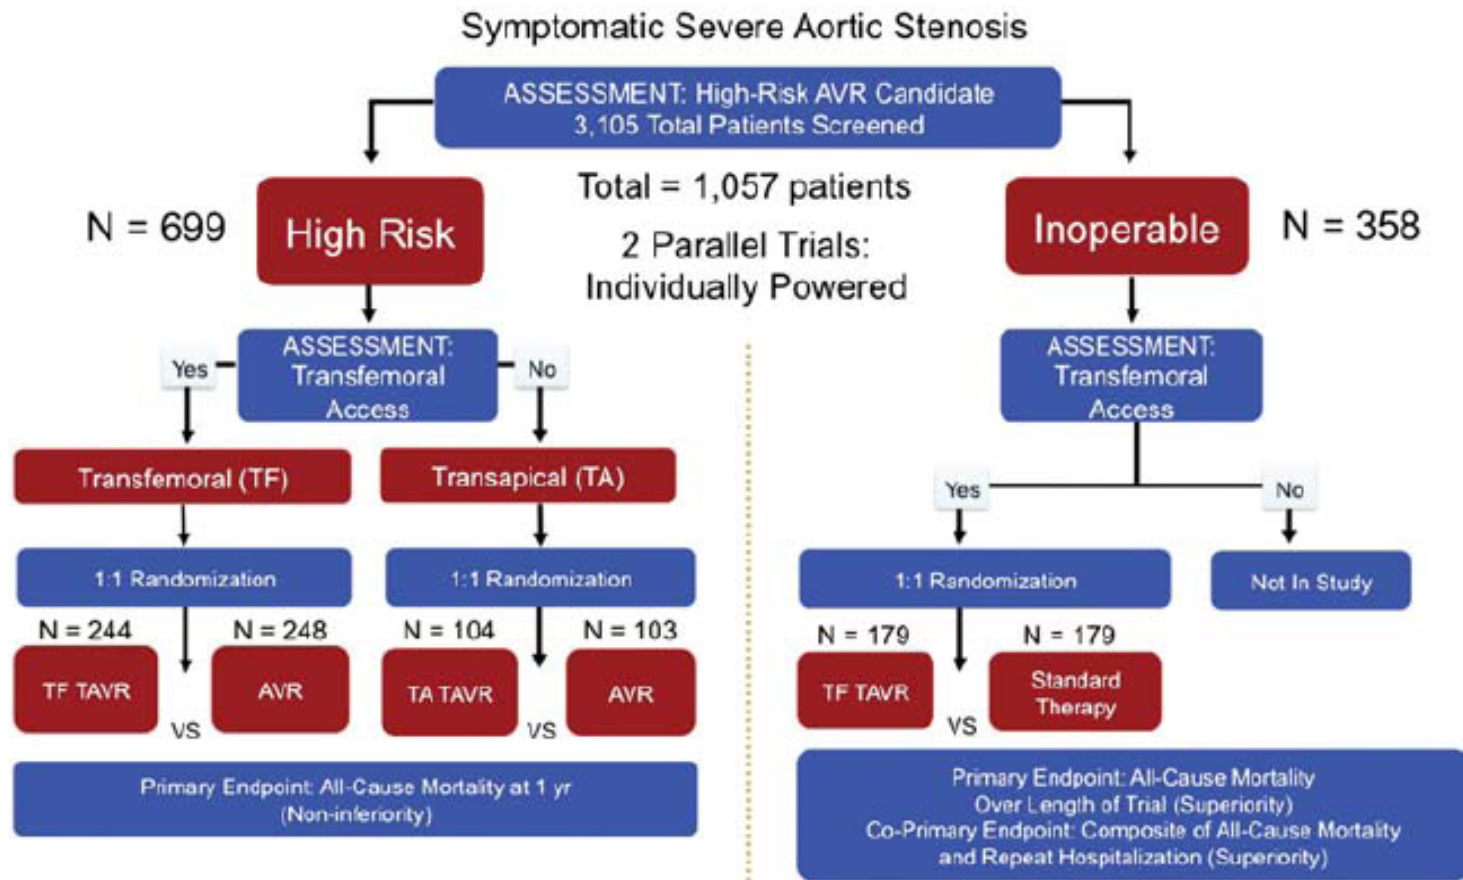 Symptomatic Severe Aortic Stenosis
ASSESSMENT: High-Risk AVR Candidate
3,105 Total Patients Screened
N = 699
High Risk
Total = 1,057 patients
2 Parallel Trials:
Individually Powered
Inoperable
N = 358
ASSESSMENT:
Transfemoral
Access
Yes
No
Transfemoral (TF)
Transapical (TA)
1:1 Randomization
1:1 Randomization
N = 244
N = 248
N = 104
N = 103
TF TAVR
VS
AVR
TA TAVR
VS
AVR
Primary Endpoint: All-Cause Mortality at 1 yr
(Non-inferiority)
ASSESSMENT:
Transfemoral
Access
Yes
No
1:1 Randomization
Not In Study
N = 179
N = 179
TF TAVR
VS
Standard
Therapy
Primary Endpoint: All-Cause Mortality
Over Length of Trial (Superiority)
Co-Primary Endpoint: Composite of All-Cause Mortality
and Repeat Hospitalization (Superiority)